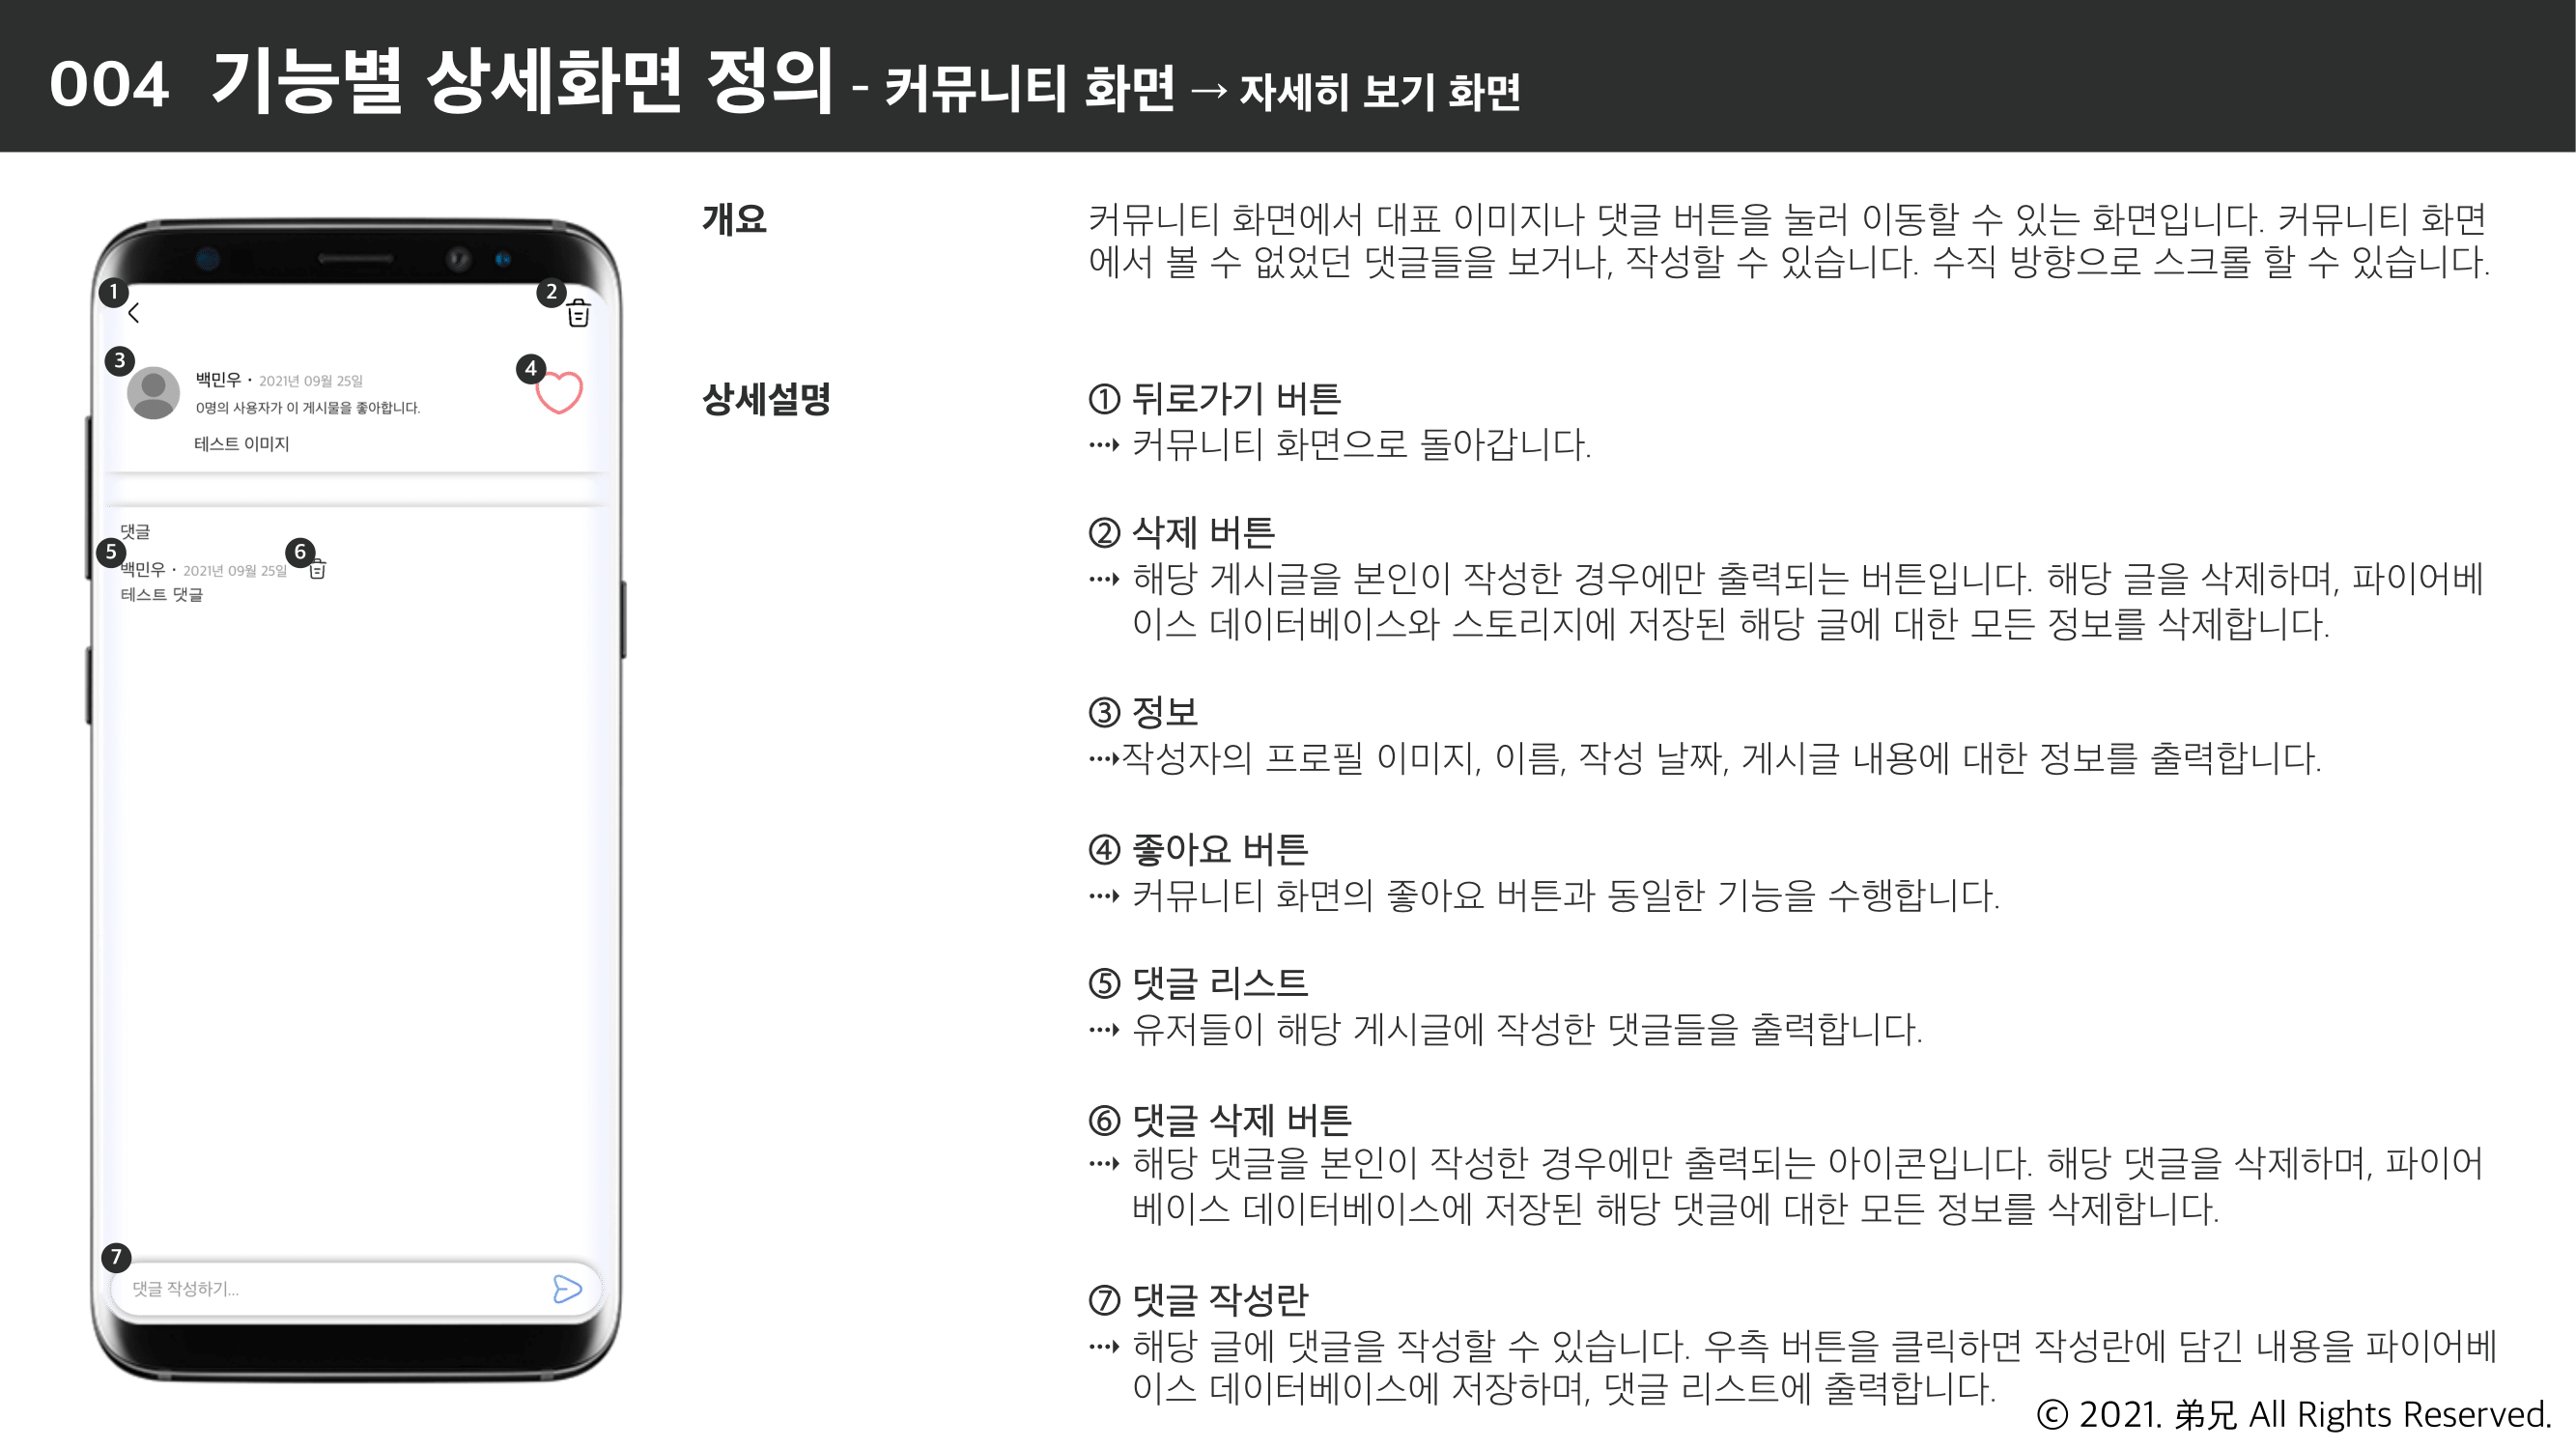 004 기능별 상세화면 정의 - 커뮤니티 화면 → 자세히 보기 화면
1
2
3
백민우 · 2021년 09월 25일
0명의 사용자가 이 게시물을 좋아합니다.
테스트 이미지
4
댓글
5
백민우 · 2021년 09월 25일
6
테스트 댓글
7
댓글 작성하기...
개요
커뮤니티 화면에서 대표 이미지나 댓글 버튼을 눌러 이동할 수 있는 화면입니다. 커뮤니티 화면
에서 볼 수 없었던 댓글들을 보거나, 작성할 수 있습니다. 수직 방향으로 스크롤 할 수 있습니다.
상세설명
① 뒤로가기 버튼
⤑ 커뮤니티 화면으로 돌아갑니다.
② 삭제 버튼
⤑ 해당 게시글을 본인이 작성한 경우에만 출력되는 버튼입니다. 해당 글을 삭제하며, 파이어베
이스 데이터베이스와 스토리지에 저장된 해당 글에 대한 모든 정보를 삭제합니다.
③ 정보
⤑작성자의 프로필 이미지, 이름, 작성 날짜, 게시글 내용에 대한 정보를 출력합니다.
④ 좋아요 버튼
⤑ 커뮤니티 화면의 좋아요 버튼과 동일한 기능을 수행합니다.
⑤ 댓글 리스트
⤑ 유저들이 해당 게시글에 작성한 댓글들을 출력합니다.
⑥ 댓글 삭제 버튼
⤑ 해당 댓글을 본인이 작성한 경우에만 출력되는 아이콘입니다. 해당 댓글을 삭제하며, 파이어
베이스 데이터베이스에 저장된 해당 댓글에 대한 모든 정보를 삭제합니다.
⑦ 댓글 작성란
⤑ 해당 글에 댓글을 작성할 수 있습니다. 우측 버튼을 클릭하면 작성란에 담긴 내용을 파이어베
이스 데이터베이스에 저장하며, 댓글 리스트에 출력합니다.
ⓒ 2021. 弟兄 All Rights Reserved.